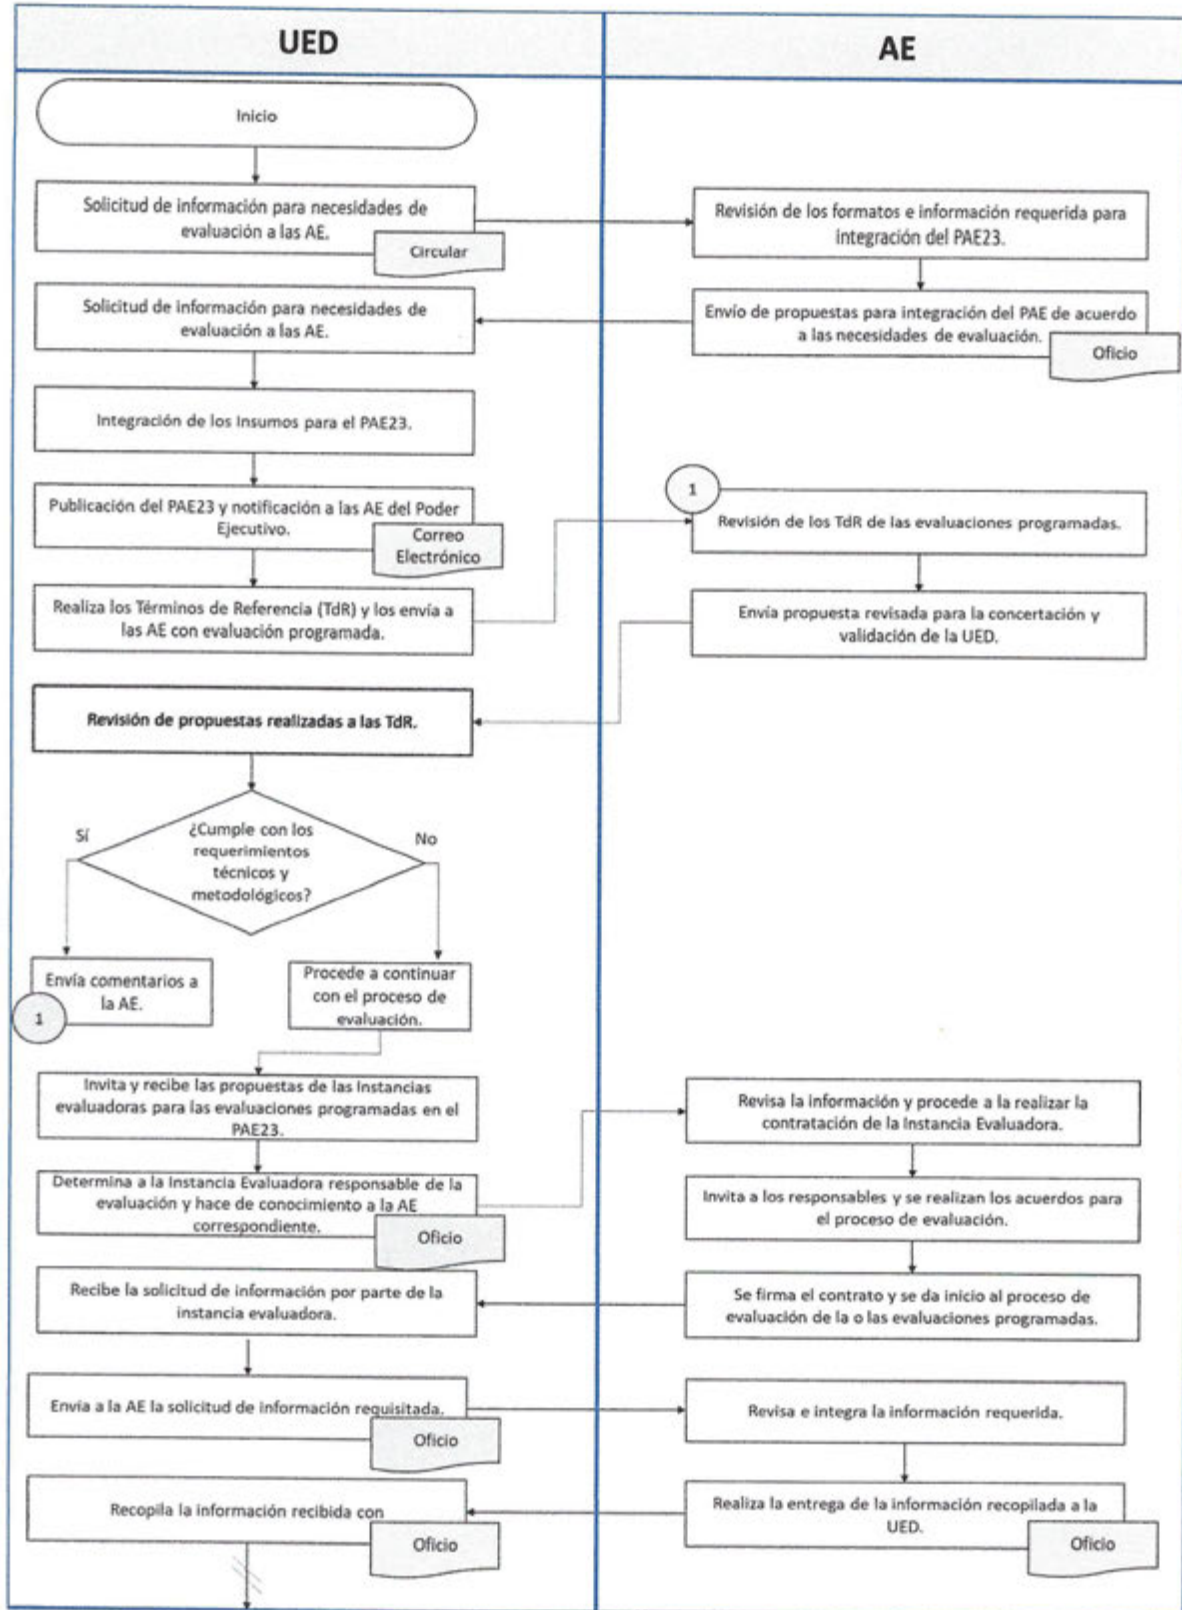 UED
AE
Inicio
Solicitud de información para necesidades de
evaluación a las AE.
Circular
Revisión de los formatos e información requerida para
integración del PAE23.
Solicitud de información para necesidades de
evaluación a las AE.
Envío de propuestas para integración del PAE de acuerdo
a las necesidades de evaluación.
Oficio
Integración de los Insumos para el PAE23.
Publicación del PAE23 y notificación a las AE del Poder
Ejecutivo.
Correo
Electrónico
1
Revisión de los TdR de las evaluaciones programadas.
Realiza los Términos de Referencia (TdR) y los envía a
las AE con evaluación programada.
Envía propuesta revisada para la concertación y
validación de la UED.
Revisión de propuestas realizadas a las TdR.
Sí
¿Cumple con los
requerimientos
técnicos y
metodológicos?
No
Envía comentarios a
la AE.
1
Procede a continuar
con el proceso de
evaluación.
Invita y recibe las propuestas de las Instancias
evaluadoras para las evaluaciones programadas en el
PAE23.
Revisa la información y procede a la realizar la
contratación de la Instancia Evaluadora.
Determina a la Instancia Evaluadora responsable de la
evaluación y hace de conocimiento a la AE
correspondiente.
Oficio
Invita a los responsables y se realizan los acuerdos para
el proceso de evaluación.
Recibe la solicitud de información por parte de la
instancia evaluadora.
Se firma el contrato y se da inicio al proceso de
evaluación de la o las evaluaciones programadas.
Envía a la AE la solicitud de información requisitada.
Oficio
Revisa e integra la información requerida.
Recopila la información recibida con
Oficio
Realiza la entrega de la información recopilada a la
UED.
Oficio